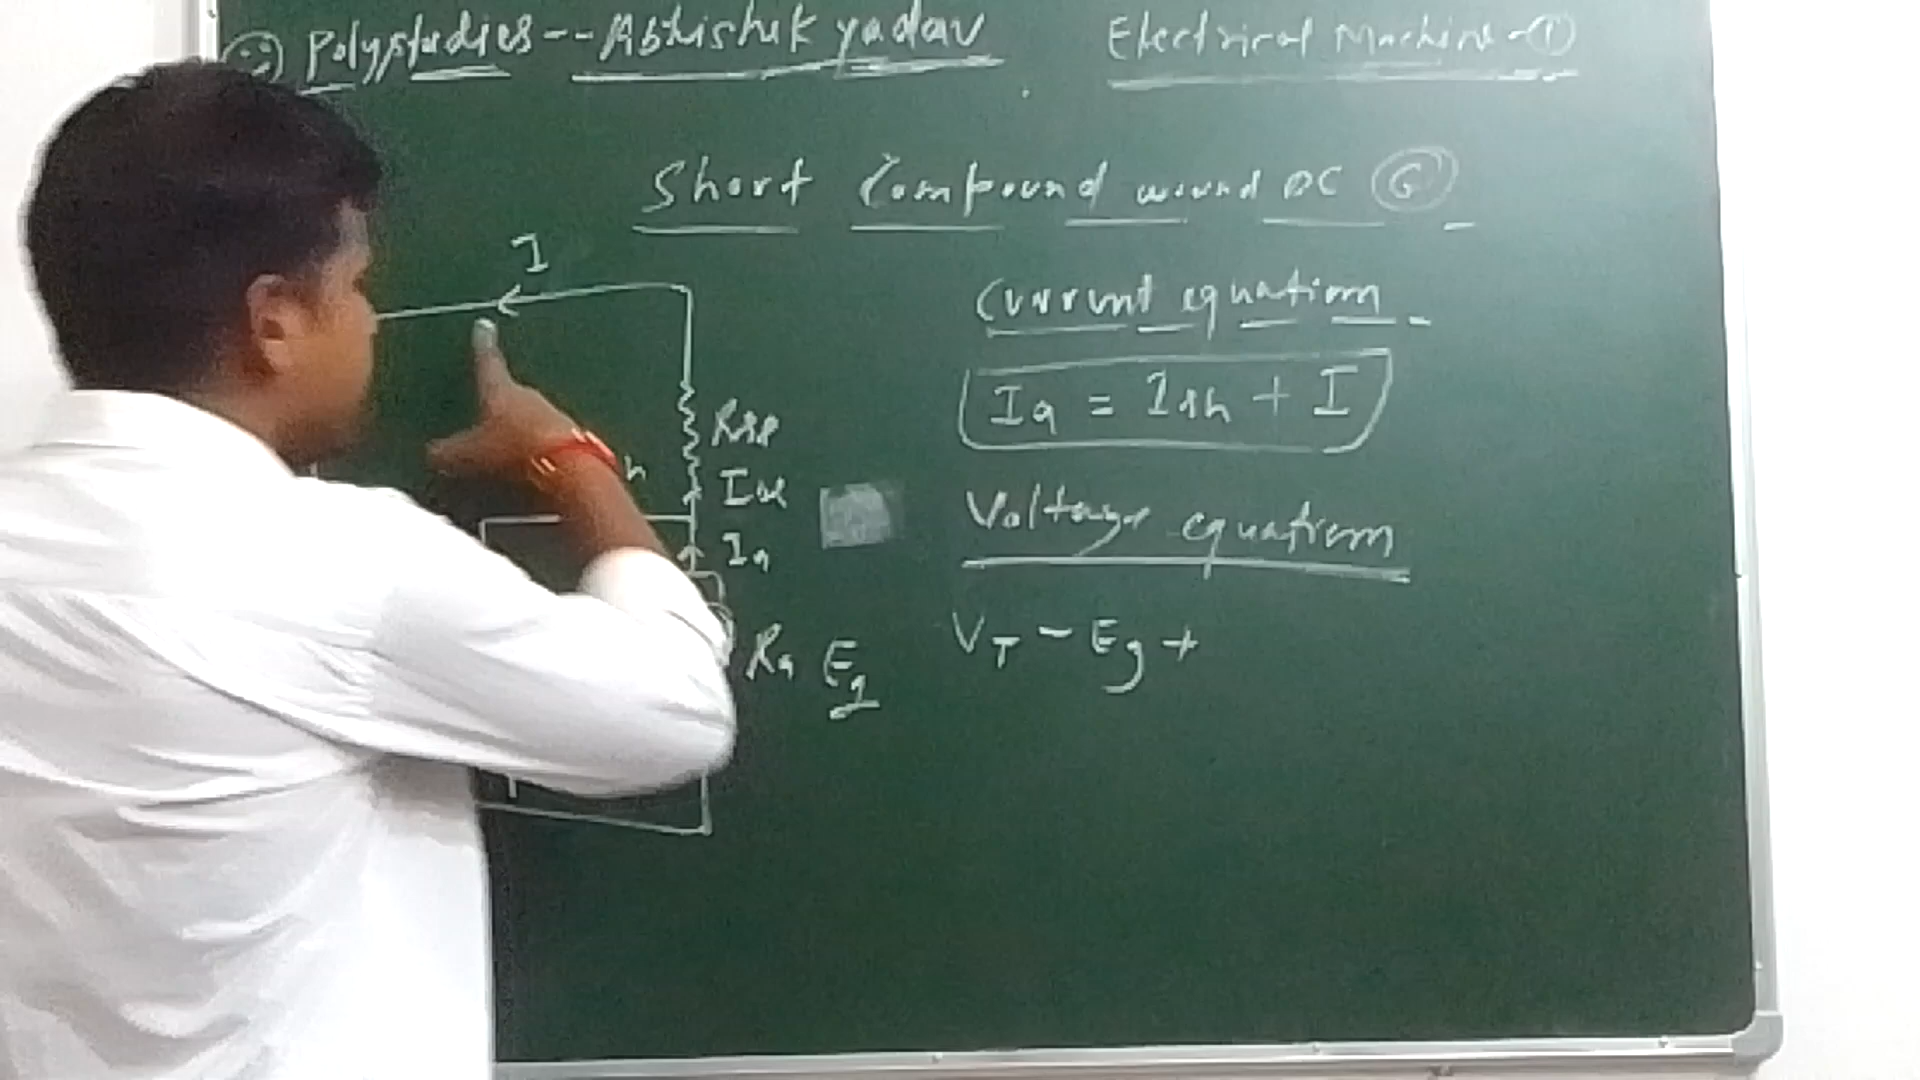 Polystudies -- Abhishek yadav Electrical Machine - 1
Short Compound wound DC G
I
Current equation
Ia = Ish + I
Rse
h
Ise
Voltage equation
Ia
VT - Eg +
Ra Eg